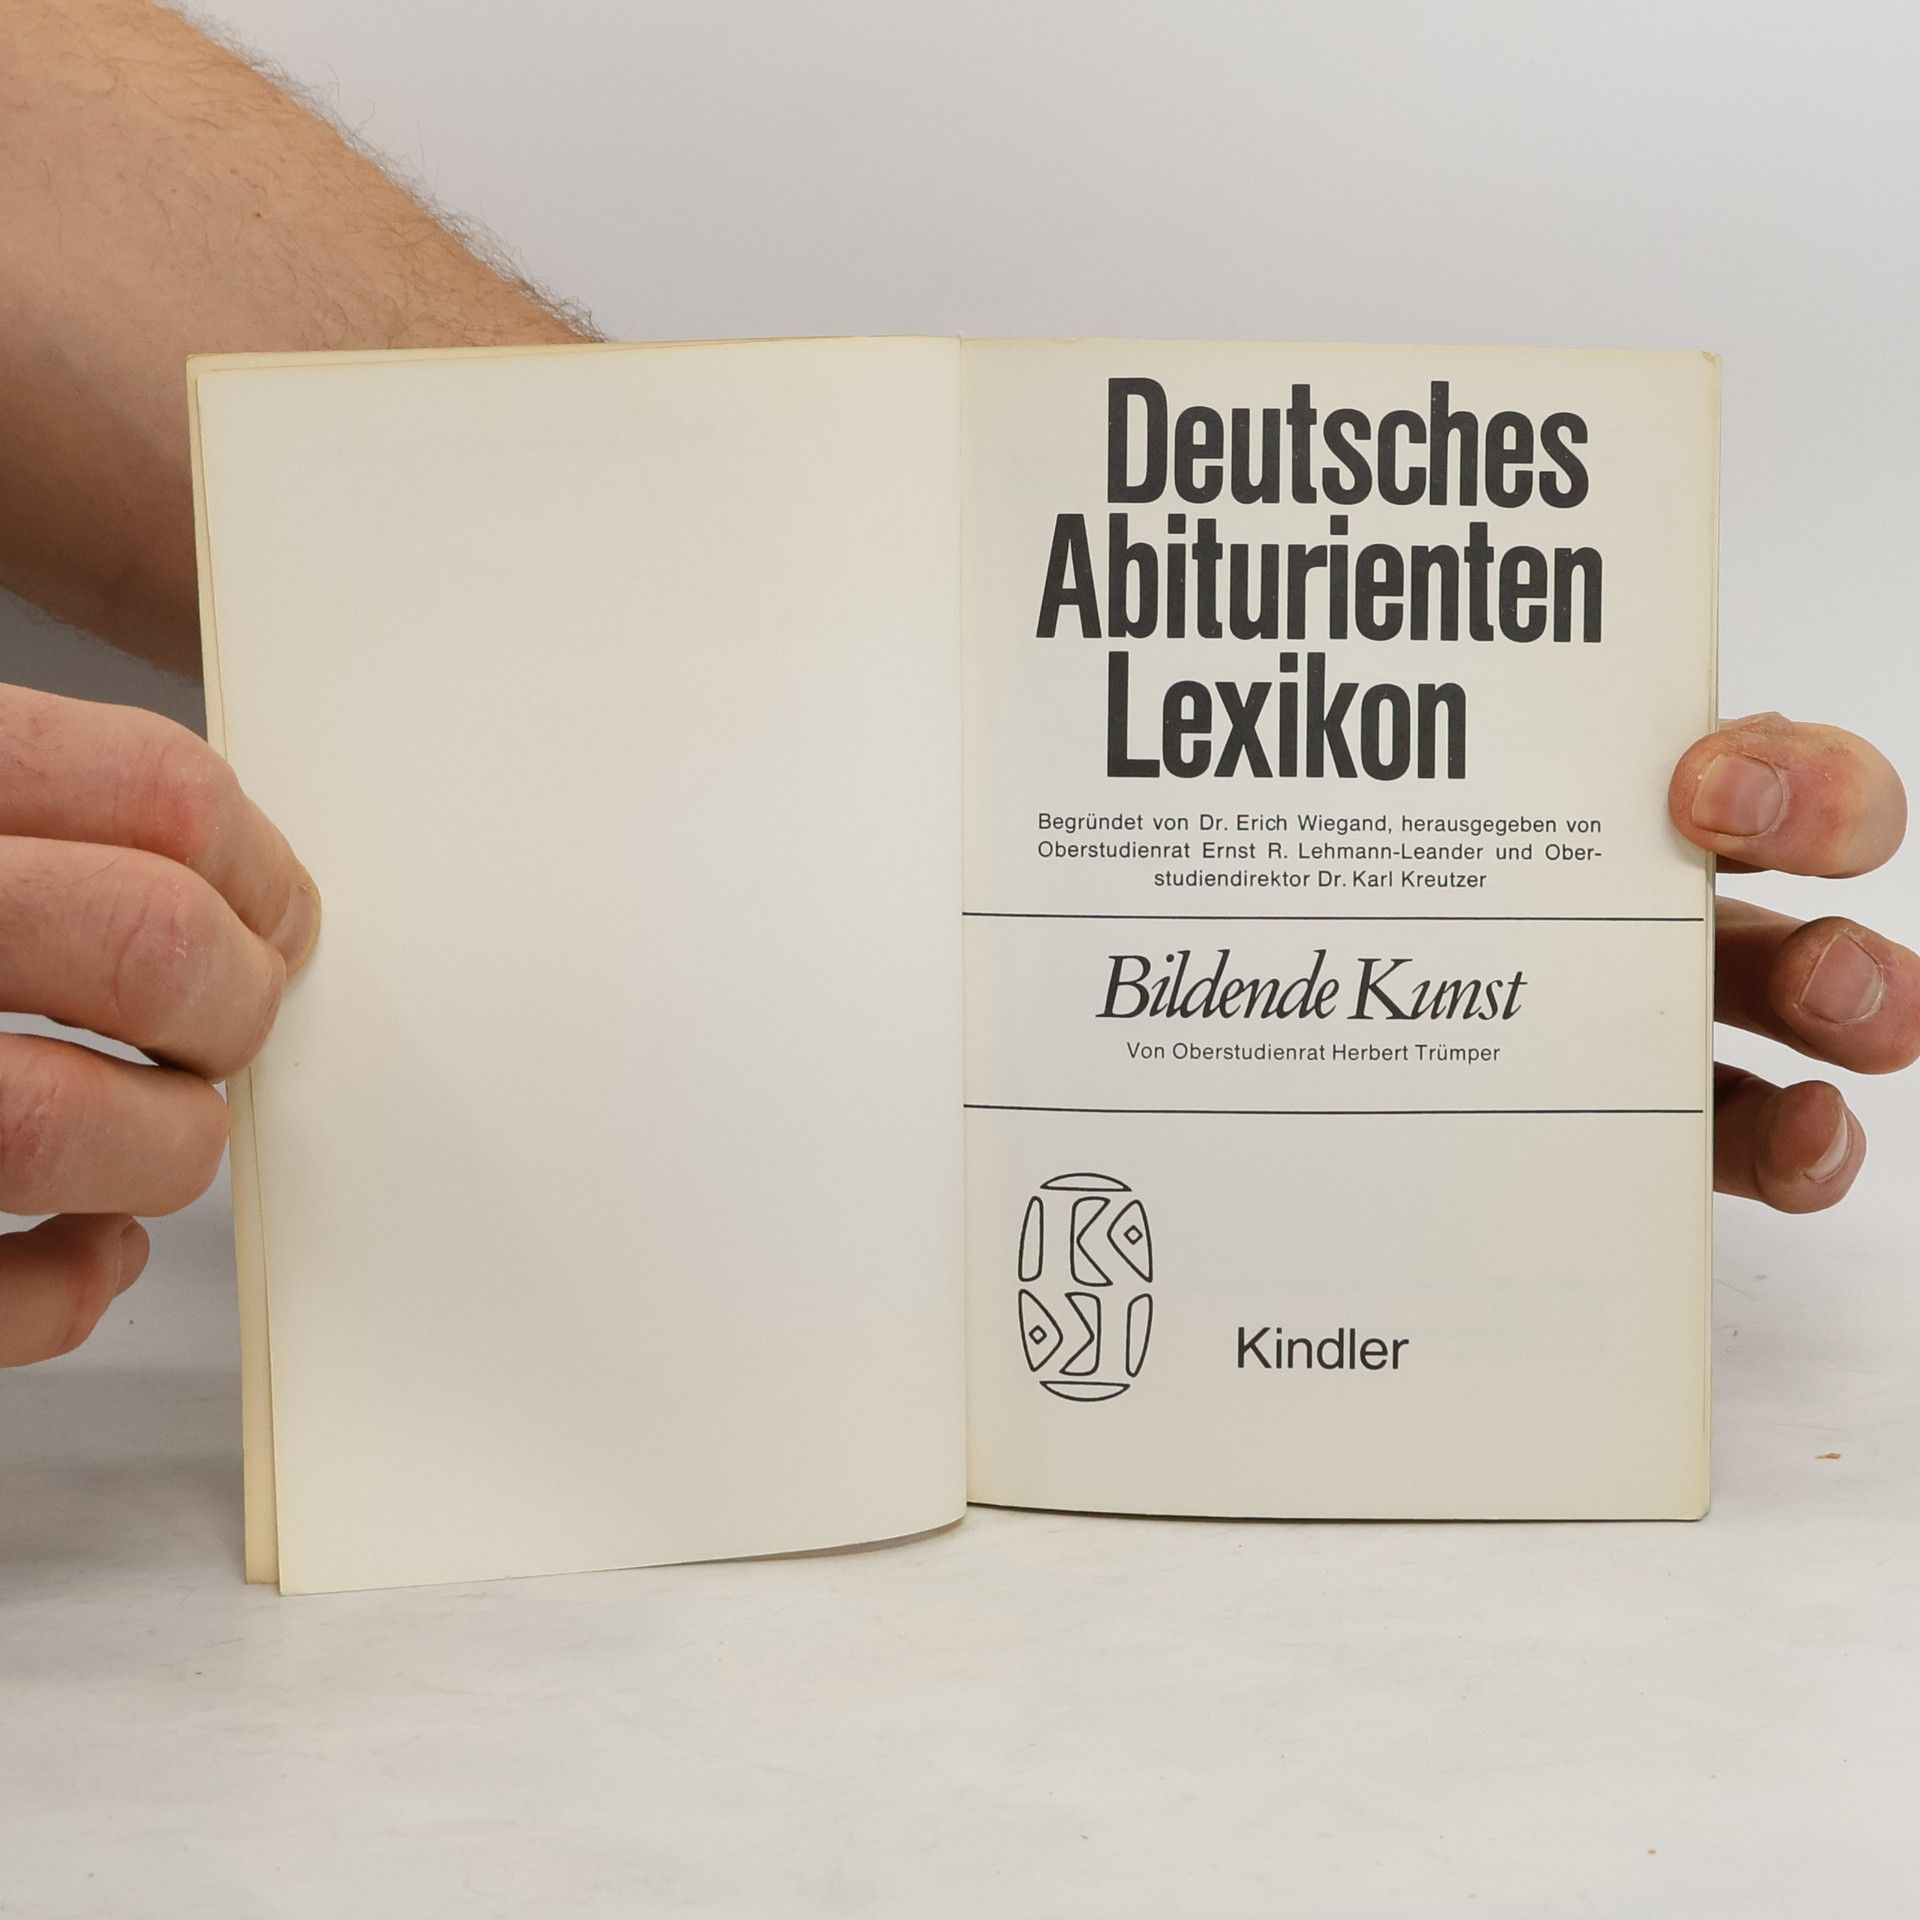 Deutsches
Abiturienten
Lexikon
Begründet von Dr. Erich Wiegand, herausgegeben von
Oberstudienrat Ernst R. Lehmann-Leander und Ober-
studiendirektor Dr. Karl Kreutzer
Bildende Kunst
Von Oberstudienrat Herbert Trümper
Kindler